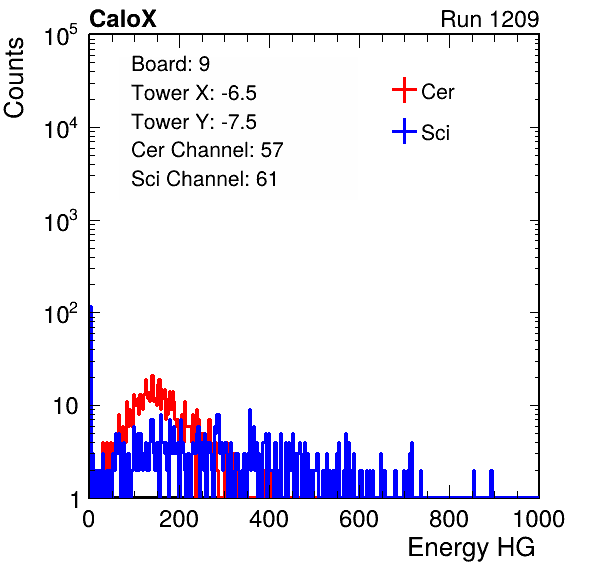 CaloX Run 1209
Counts
10^5
10^4
10^3
10^2
10
1
Board: 9
Tower X: -6.5
Tower Y: -7.5
Cer Channel: 57
Sci Channel: 61
Cer
Sci
0 200 400 600 800 1000
Energy HG